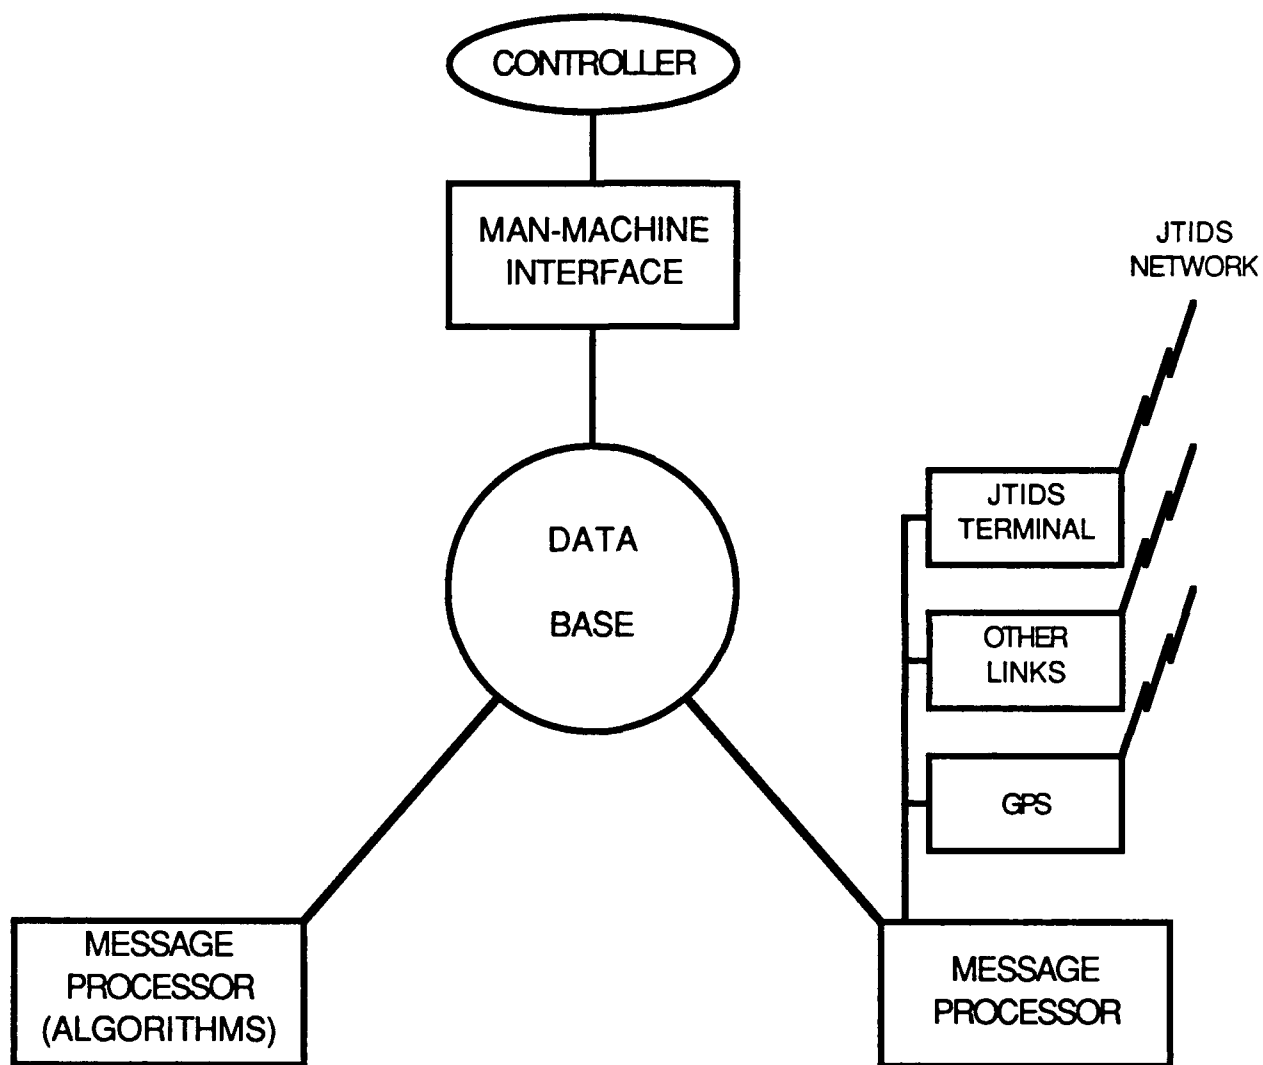 CONTROLLER
MAN-MACHINE
INTERFACE
JTIDS
NETWORK
DATA
BASE
JTIDS
TERMINAL
OTHER
LINKS
GPS
MESSAGE
PROCESSOR
(ALGORITHMS)
MESSAGE
PROCESSOR